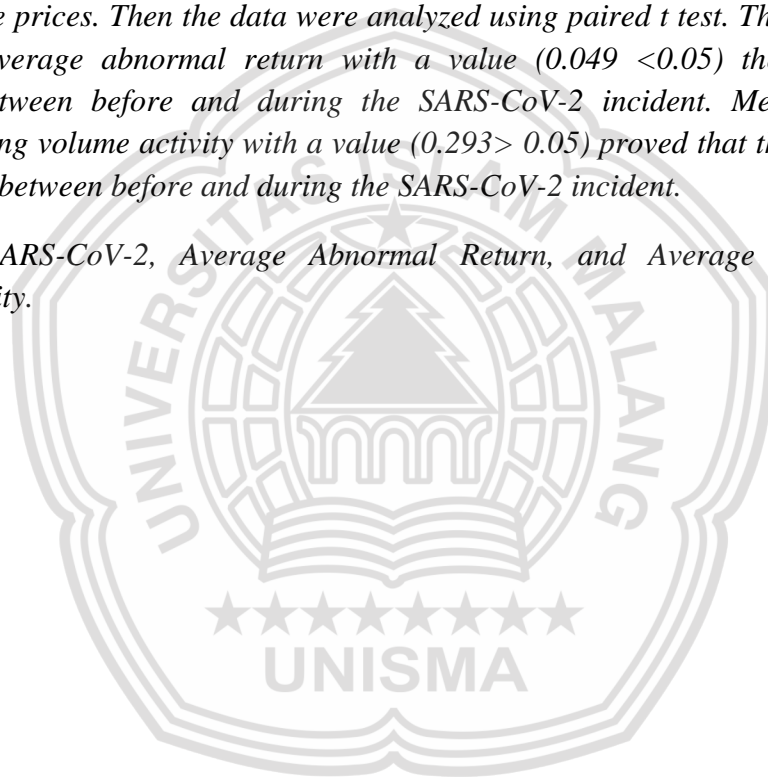 e prices. Then the data were analyzed using paired t test. Th
verage abnormal return with a value (0.049 <0.05) the
tween before and during the SARS-CoV-2 incident. Me
ng volume activity with a value (0.293> 0.05) proved that th
between before and during the SARS-CoV-2 incident.
ARS-CoV-2, Average Abnormal Return, and Average
ity.
UNIVERSITAS ISLAM MALANG
UNISMA